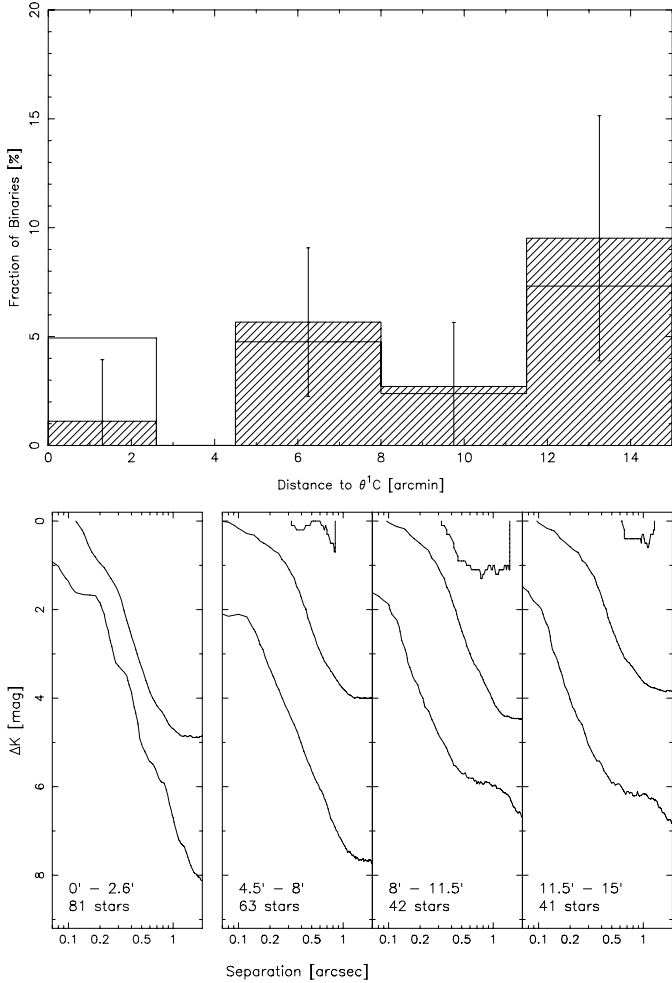 20
15
10
5
0
Fraction of Binaries [%]
0 2 4 6 8 10 12 14
Distance to θ¹C [arcmin]
0
2
4
6
8
ΔK [mag]
0' – 2.6'
81 stars
4.5' – 8'
63 stars
8' – 11.5'
42 stars
11.5' – 15'
41 stars
0.1 0.2 0.5 1 0.1 0.2 0.5 1 0.1 0.2 0.5 1 0.1 0.2 0.5 1
Separation [arcsec]